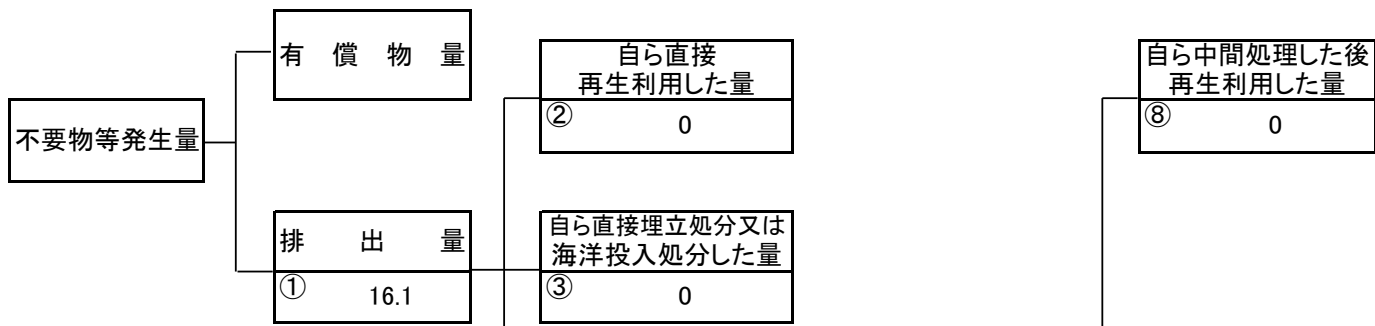 有償物量
自ら直接
再生利用した量
② 0
自ら中間処理した後
再生利用した量
⑧ 0
不要物等発生量
排出量
① 16.1
自ら直接埋立処分又は
海洋投入処分した量
③ 0